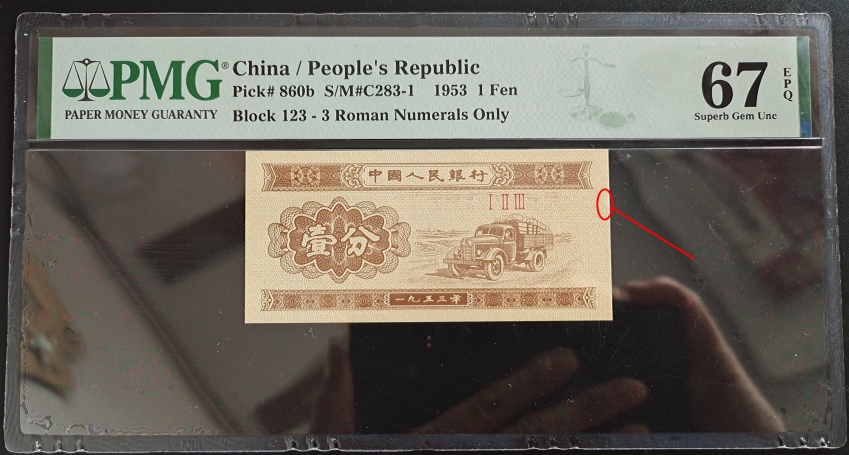 PMG®
PAPER MONEY GUARANTY
China / People's Republic
Pick# 860b S/M#C283-1 1953 1 Fen
Block 123 - 3 Roman Numerals Only
67 EPQ
Superb Gem Unc
中國人民銀行
I II III
壹分
一九五三年